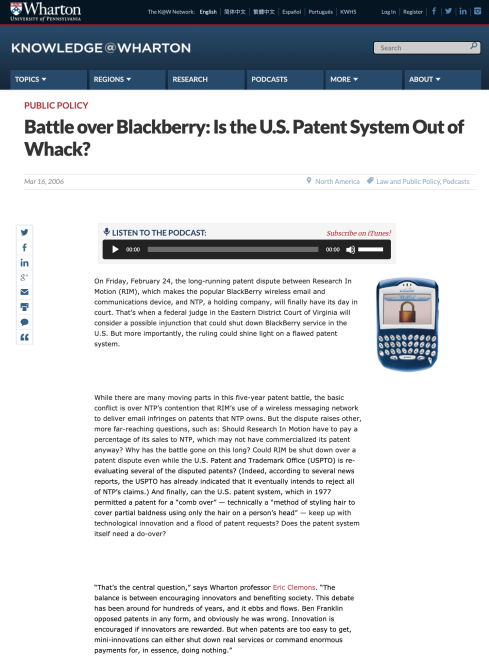 Wharton
UNIVERSITY of PENNSYLVANIA
The K@W Network: English | 简体中文 | 繁體中文 | Español | Português | KWHS
Log In | Register
KNOWLEDGE@WHARTON
Search
TOPICS REGIONS RESEARCH PODCASTS MORE ABOUT
PUBLIC POLICY
Battle over Blackberry: Is the U.S. Patent System Out of
Whack?
Mar 16, 2006
North America Law and Public Policy, Podcasts
LISTEN TO THE PODCAST:
Subscribe on iTunes!
00:00 00:00
On Friday, February 24, the long-running patent dispute between Research In
Motion (RIM), which makes the popular BlackBerry wireless email and
communications device, and NTP, a holding company, will finally have its day in
court. That's when a federal judge in the Eastern District Court of Virginia will
consider a possible injunction that could shut down BlackBerry service in the
U.S. But more importantly, the ruling could shine light on a flawed patent
system.
While there are many moving parts in this five-year patent battle, the basic
conflict is over NTP's contention that RIM's use of a wireless messaging network
to deliver email infringes on patents that NTP owns. But the dispute raises other,
more far-reaching questions, such as: Should Research In Motion have to pay a
percentage of its sales to NTP, which may not have commercialized its patent
anyway? Why has the battle gone on this long? Could RIM be shut down over a
patent dispute even while the U.S. Patent and Trademark Office (USPTO) is re-
evaluating several of the disputed patents? (Indeed, according to several news
reports, the USPTO has already indicated that it eventually intends to reject all
of NTP's claims.) And finally, can the U.S. patent system, which in 1977
permitted a patent for a "comb over" — technically a "method of styling hair to
cover partial baldness using only the hair on a person's head" — keep up with
technological innovation and a flood of patent requests? Does the patent system
itself need a do-over?
"That's the central question," says Wharton professor Eric Clemons. "The
balance is between encouraging innovators and benefiting society. This debate
has been around for hundreds of years, and it ebbs and flows. Ben Franklin
opposed patents in any form, and obviously he was wrong. Innovation is
encouraged if innovators are rewarded. But when patents are too easy to get,
mini-innovations can either shut down real services or command enormous
payments for, in essence, doing nothing."